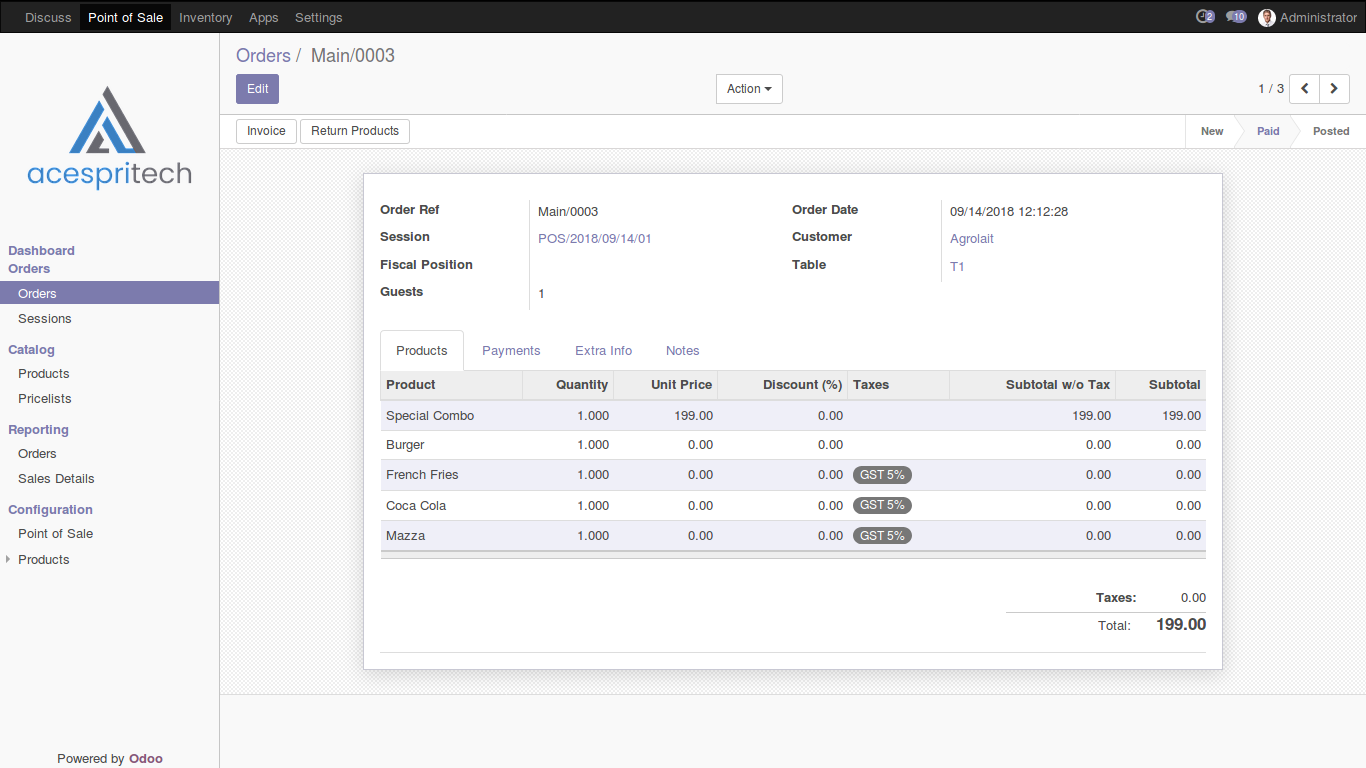 Discuss Point of Sale Inventory Apps Settings 2 10 Administrator
Orders / Main/0003
Edit Action 1 / 3
Invoice Return Products New Paid Posted
acespritech
Dashboard
Orders
Orders
Sessions
Catalog
Products
Pricelists
Reporting
Orders
Sales Details
Configuration
Point of Sale
Products
Powered by Odoo
Order Ref Main/0003 Order Date 09/14/2018 12:12:28
Session POS/2018/09/14/01 Customer Agrolait
Fiscal Position Table T1
Guests 1
Products Payments Extra Info Notes
Product Quantity Unit Price Discount (%) Taxes Subtotal w/o Tax Subtotal
Special Combo 1.000 199.00 0.00 199.00 199.00
Burger 1.000 0.00 0.00 0.00 0.00
French Fries 1.000 0.00 0.00 GST 5% 0.00 0.00
Coca Cola 1.000 0.00 0.00 GST 5% 0.00 0.00
Mazza 1.000 0.00 0.00 GST 5% 0.00 0.00
Taxes: 0.00
Total: 199.00